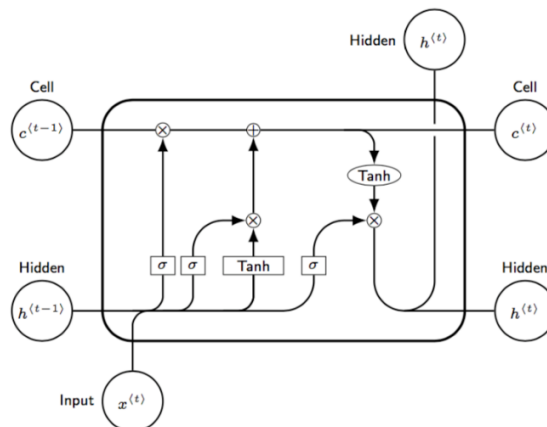 Hidden h⟨t⟩
Cell Cell
c⟨t−1⟩ × + c⟨t⟩
Tanh
× ×
σ σ Tanh σ
Hidden Hidden
h⟨t−1⟩ h⟨t⟩
Input x⟨t⟩